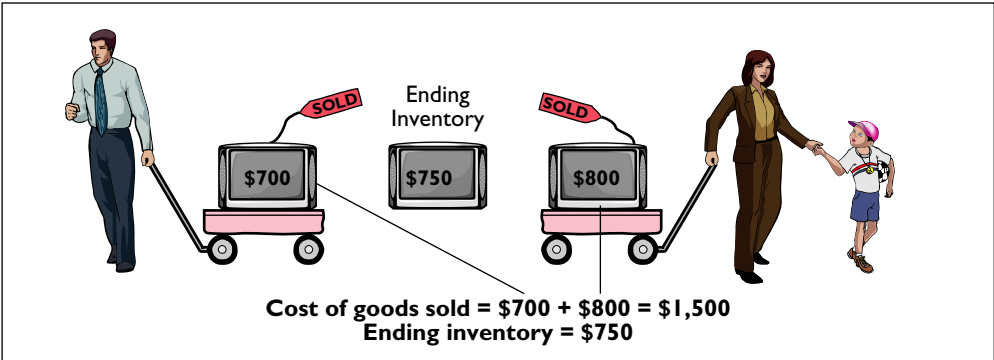 SOLD
Ending
Inventory
SOLD
$700
$750
$800
Cost of goods sold = $700 + $800 = $1,500
Ending inventory = $750